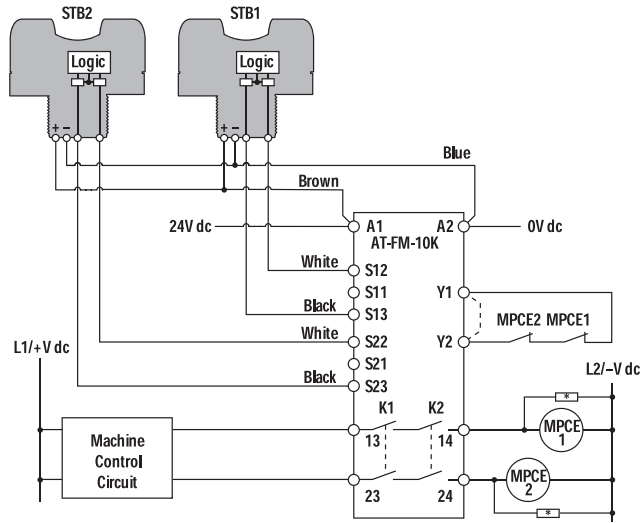 STB2
STB1
Logic
Logic
+ −
+ −
Blue
Brown
24V dc
A1
A2
0V dc
AT-FM-10K
White
S12
S11
Y1
Black
S13
MPCE2 MPCE1
White
S22
Y2
L1/+V dc
S21
L2/–V dc
Black
S23
*
K1
K2
Machine
Control
Circuit
13
14
MPCE
1
23
24
MPCE
2
*